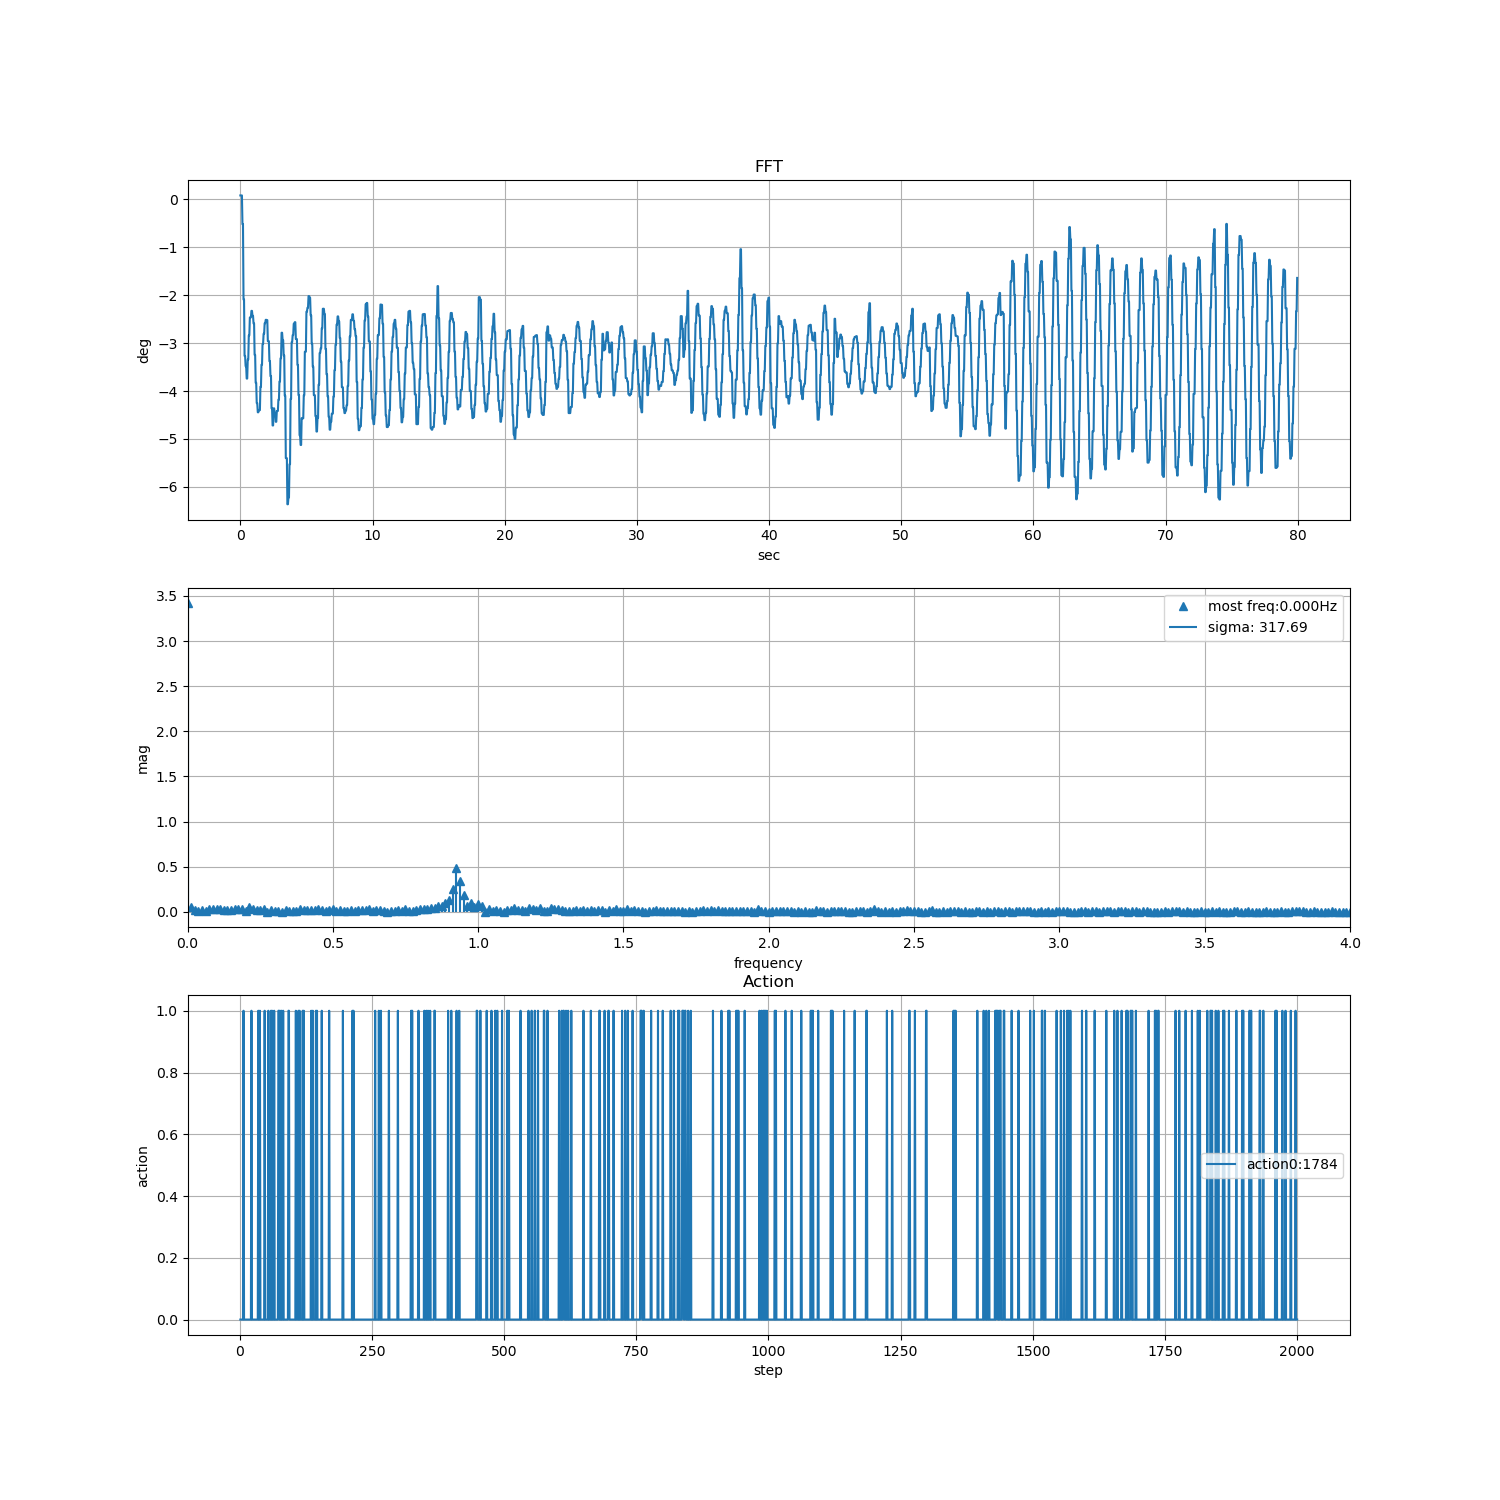 FFT
0
−1
−2
−3
−4
−5
−6
deg
0 10 20 30 40 50 60 70 80
sec
3.5
3.0
2.5
2.0
1.5
1.0
0.5
0.0
mag
most freq:0.000Hz
sigma: 317.69
0.0 0.5 1.0 1.5 2.0 2.5 3.0 3.5 4.0
frequency
Action
1.0
0.8
0.6
0.4
0.2
0.0
action
action0:1784
0 250 500 750 1000 1250 1500 1750 2000
step